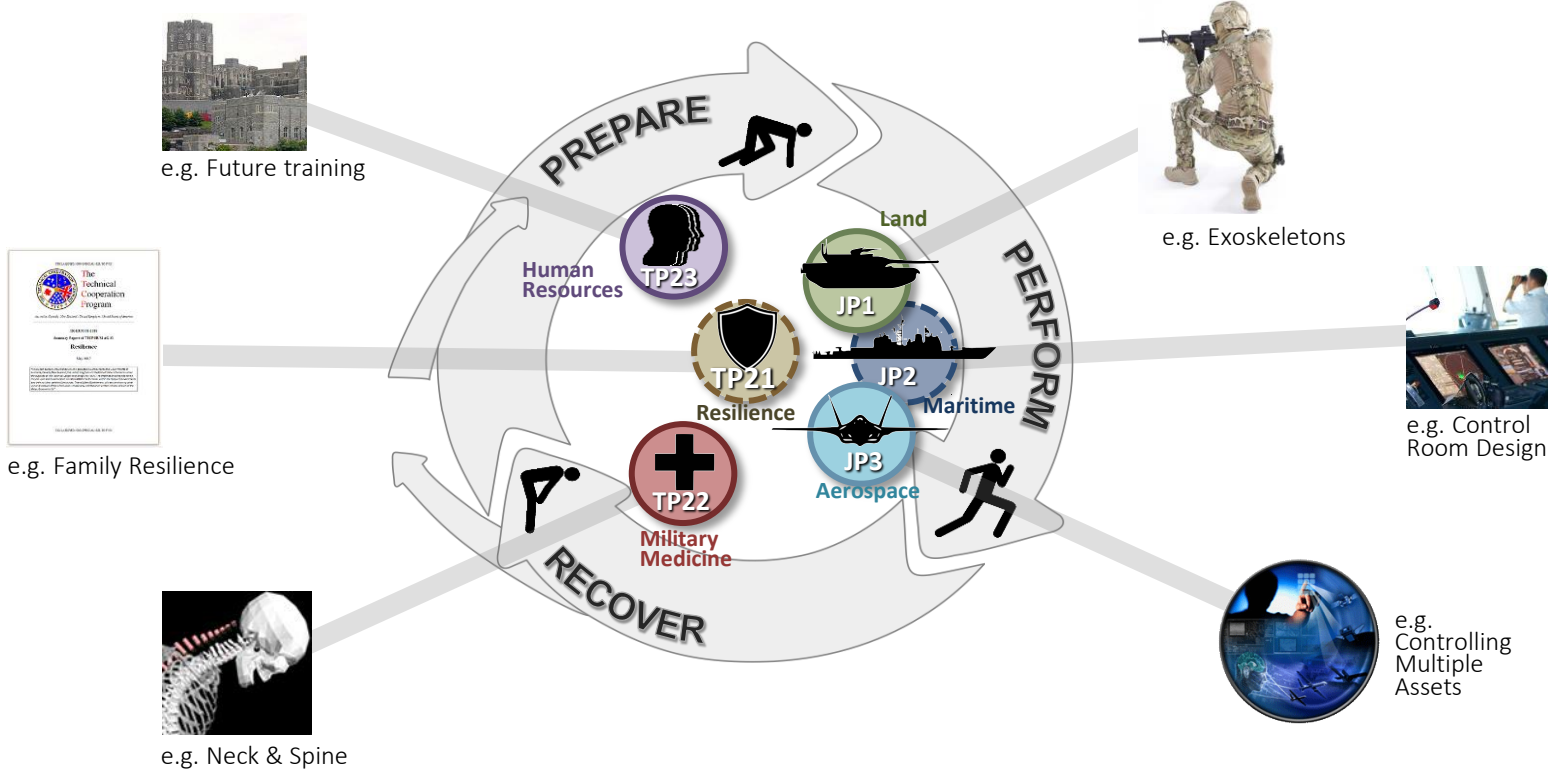 PREPARE
PERFORM
RECOVER
e.g. Future training
Human
Resources
TP23
Land
JP1
e.g. Exoskeletons
The
Technical
Cooperation
Program
Resilience
e.g. Family Resilience
TP21
Resilience
JP2
Maritime
e.g. Control
Room Design
JP3
Aerospace
TP22
Military
Medicine
e.g. Neck & Spine
e.g.
Controlling
Multiple
Assets